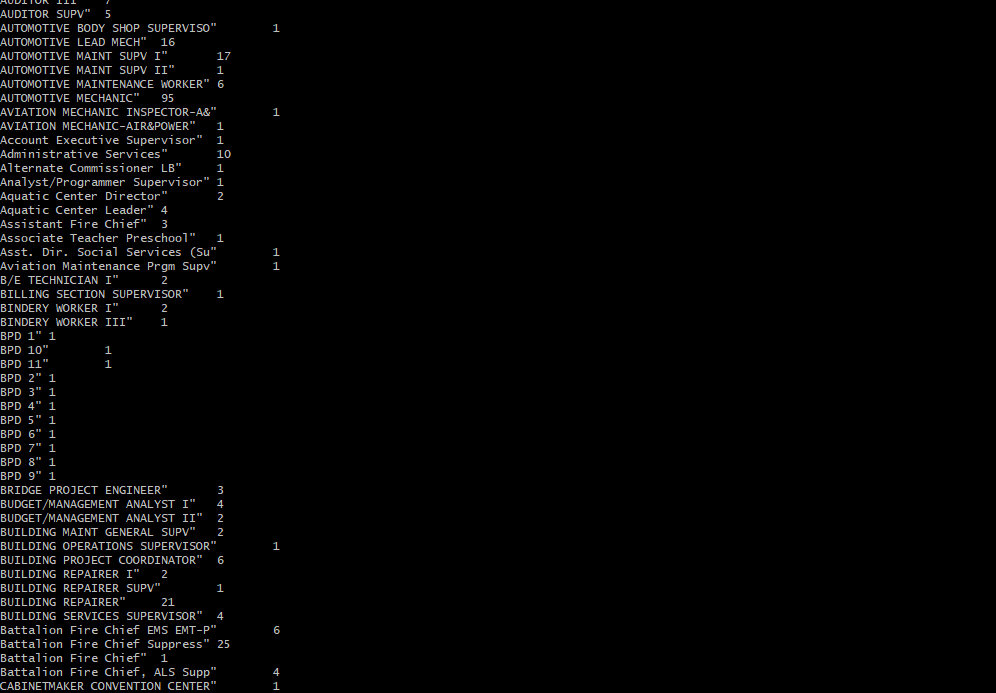 AUDITOR III" 7
AUDITOR SUPV" 5
AUTOMOTIVE BODY SHOP SUPERVISO" 1
AUTOMOTIVE LEAD MECH" 16
AUTOMOTIVE MAINT SUPV I" 17
AUTOMOTIVE MAINT SUPV II" 1
AUTOMOTIVE MAINTENANCE WORKER" 6
AUTOMOTIVE MECHANIC" 95
AVIATION MECHANIC INSPECTOR-A&" 1
AVIATION MECHANIC-AIR&POWER" 1
Account Executive Supervisor" 1
Administrative Services" 10
Alternate Commissioner LB" 1
Analyst/Programmer Supervisor" 1
Aquatic Center Director" 2
Aquatic Center Leader" 4
Assistant Fire Chief" 3
Associate Teacher Preschool" 1
Asst. Dir. Social Services (Su" 1
Aviation Maintenance Prgm Supv" 1
B/E TECHNICIAN I" 2
BILLING SECTION SUPERVISOR" 1
BINDERY WORKER I" 2
BINDERY WORKER III" 1
BPD 1" 1
BPD 10" 1
BPD 11" 1
BPD 2" 1
BPD 3" 1
BPD 4" 1
BPD 5" 1
BPD 6" 1
BPD 7" 1
BPD 8" 1
BPD 9" 1
BRIDGE PROJECT ENGINEER" 3
BUDGET/MANAGEMENT ANALYST I" 4
BUDGET/MANAGEMENT ANALYST II" 2
BUILDING MAINT GENERAL SUPV" 2
BUILDING OPERATIONS SUPERVISOR" 1
BUILDING PROJECT COORDINATOR" 6
BUILDING REPAIRER I" 2
BUILDING REPAIRER SUPV" 1
BUILDING REPAIRER" 21
BUILDING SERVICES SUPERVISOR" 4
Battalion Fire Chief EMS EMT-P" 6
Battalion Fire Chief Suppress" 25
Battalion Fire Chief" 1
Battalion Fire Chief, ALS Supp" 4
CABINETMAKER CONVENTION CENTER" 1